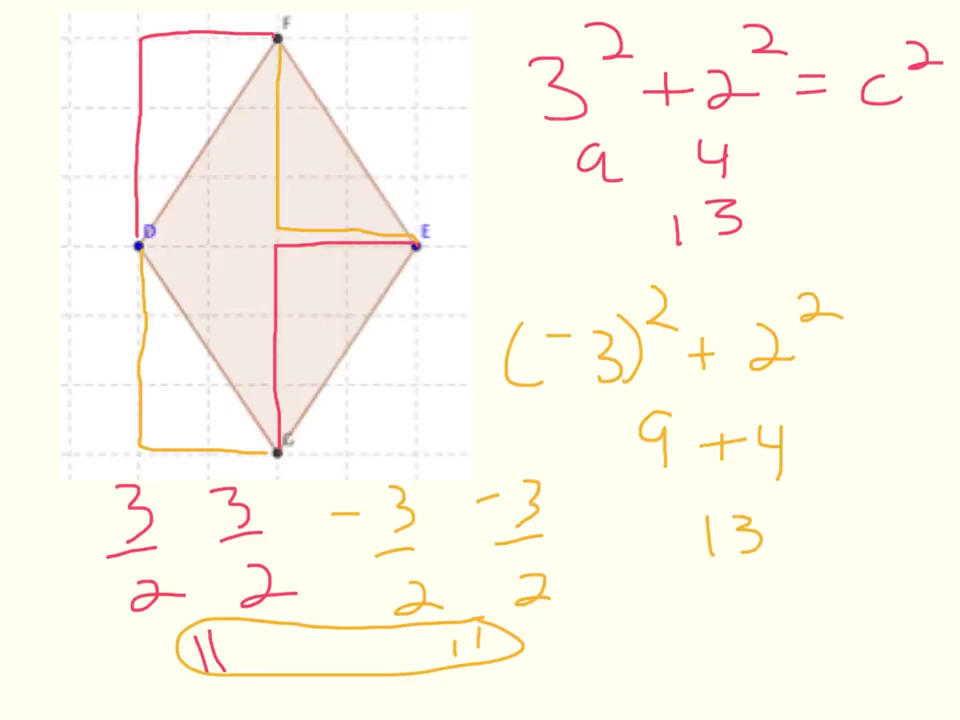 F
D
E
G
3² + 2² = c²
9 4
13
(-3)² + 2²
9 + 4
13
3/2 3/2 -3/2 -3/2
|| ||